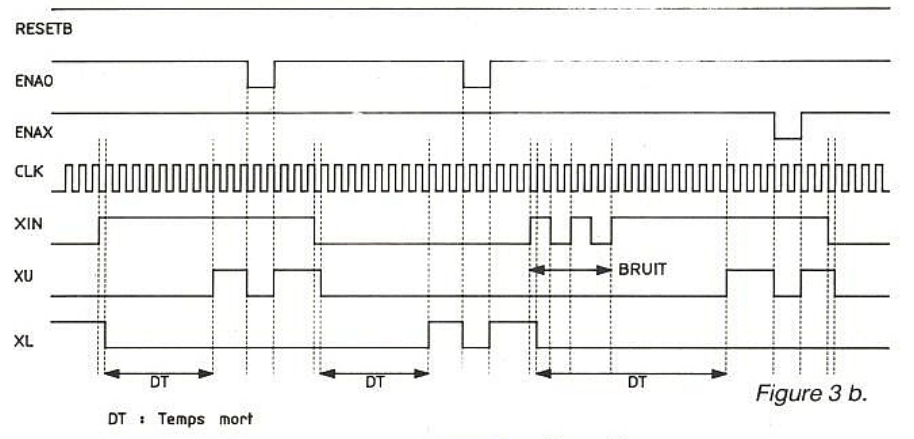 RESETB
ENAO
ENAX
CLK
XIN
XU
BRUIT
XL
DT
DT
DT
Figure 3 b.
DT : Temps mort